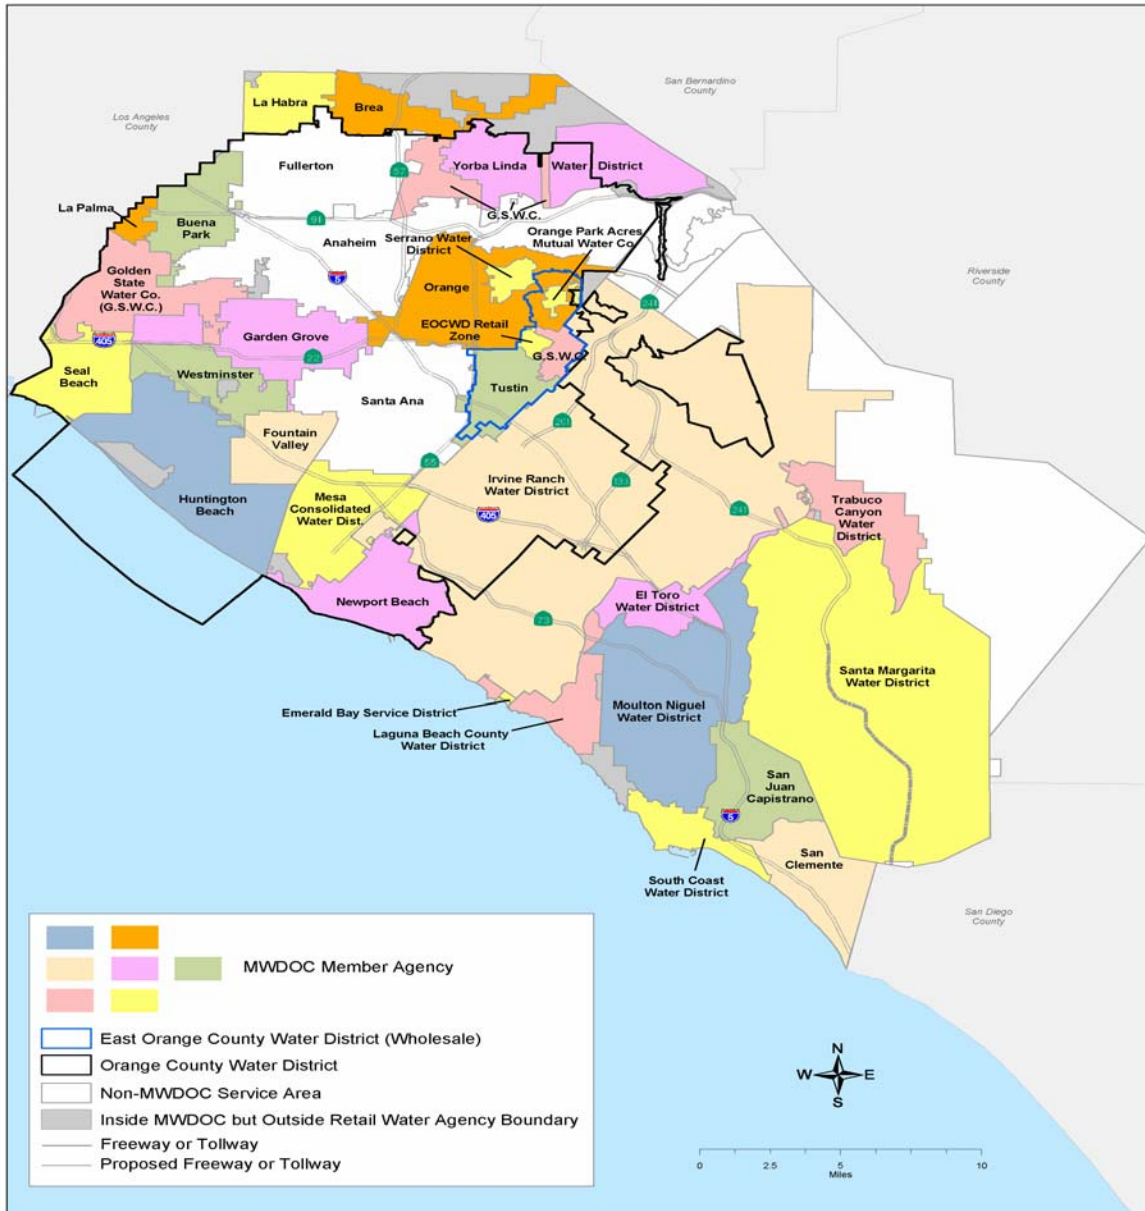 San Bernardino
County
La Habra
Brea
Los Angeles
County
Fullerton
57
Yorba Linda
Water
District
La Palma
Buena
Park
91
G.S.W.C.
Anaheim
Serrano Water
District
Orange Park Acres
Mutual Water Co.
Golden
State
Water Co.
(G.S.W.C.)
5
Orange
241
Riverside
County
405
Garden Grove
EOCWD Retail
Zone
G.S.W.C.
22
Seal
Beach
Westminster
Santa Ana
Tustin
261
Fountain
Valley
55
Huntington
Beach
Mesa
Consolidated
Water Dist.
Irvine Ranch
Water District
133
405
241
Trabuco
Canyon
Water
District
Newport Beach
73
El Toro
Water District
Santa Margarita
Water District
Emerald Bay Service District
Moulton Niguel
Water District
Laguna Beach County
Water District
San
Juan
Capistrano
5
San
Clemente
South Coast
Water District
San Diego
County
MWDOC Member Agency
East Orange County Water District (Wholesale)
Orange County Water District
Non-MWDOC Service Area
Inside MWDOC but Outside Retail Water Agency Boundary
Freeway or Tollway
Proposed Freeway or Tollway
N
W
E
S
0
2.5
5
10
Miles